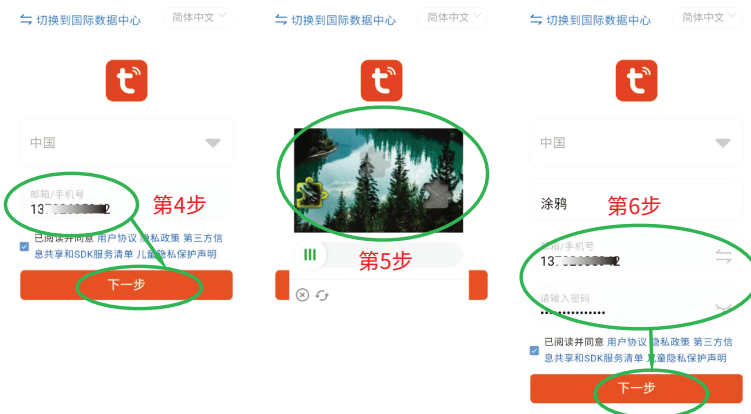 切换到国际数据中心
简体中文
中国
邮箱/手机号
13
2
第4步
已阅读并同意 用户协议 隐私政策 第三方信
息共享和SDK服务清单 儿童隐私保护声明
下一步
切换到国际数据中心
简体中文
第5步
切换到国际数据中心
简体中文
中国
涂鸦
第6步
邮箱/手机号
13
2
请输入密码
已阅读并同意 用户协议 隐私政策 第三方信
息共享和SDK服务清单 儿童隐私保护声明
下一步